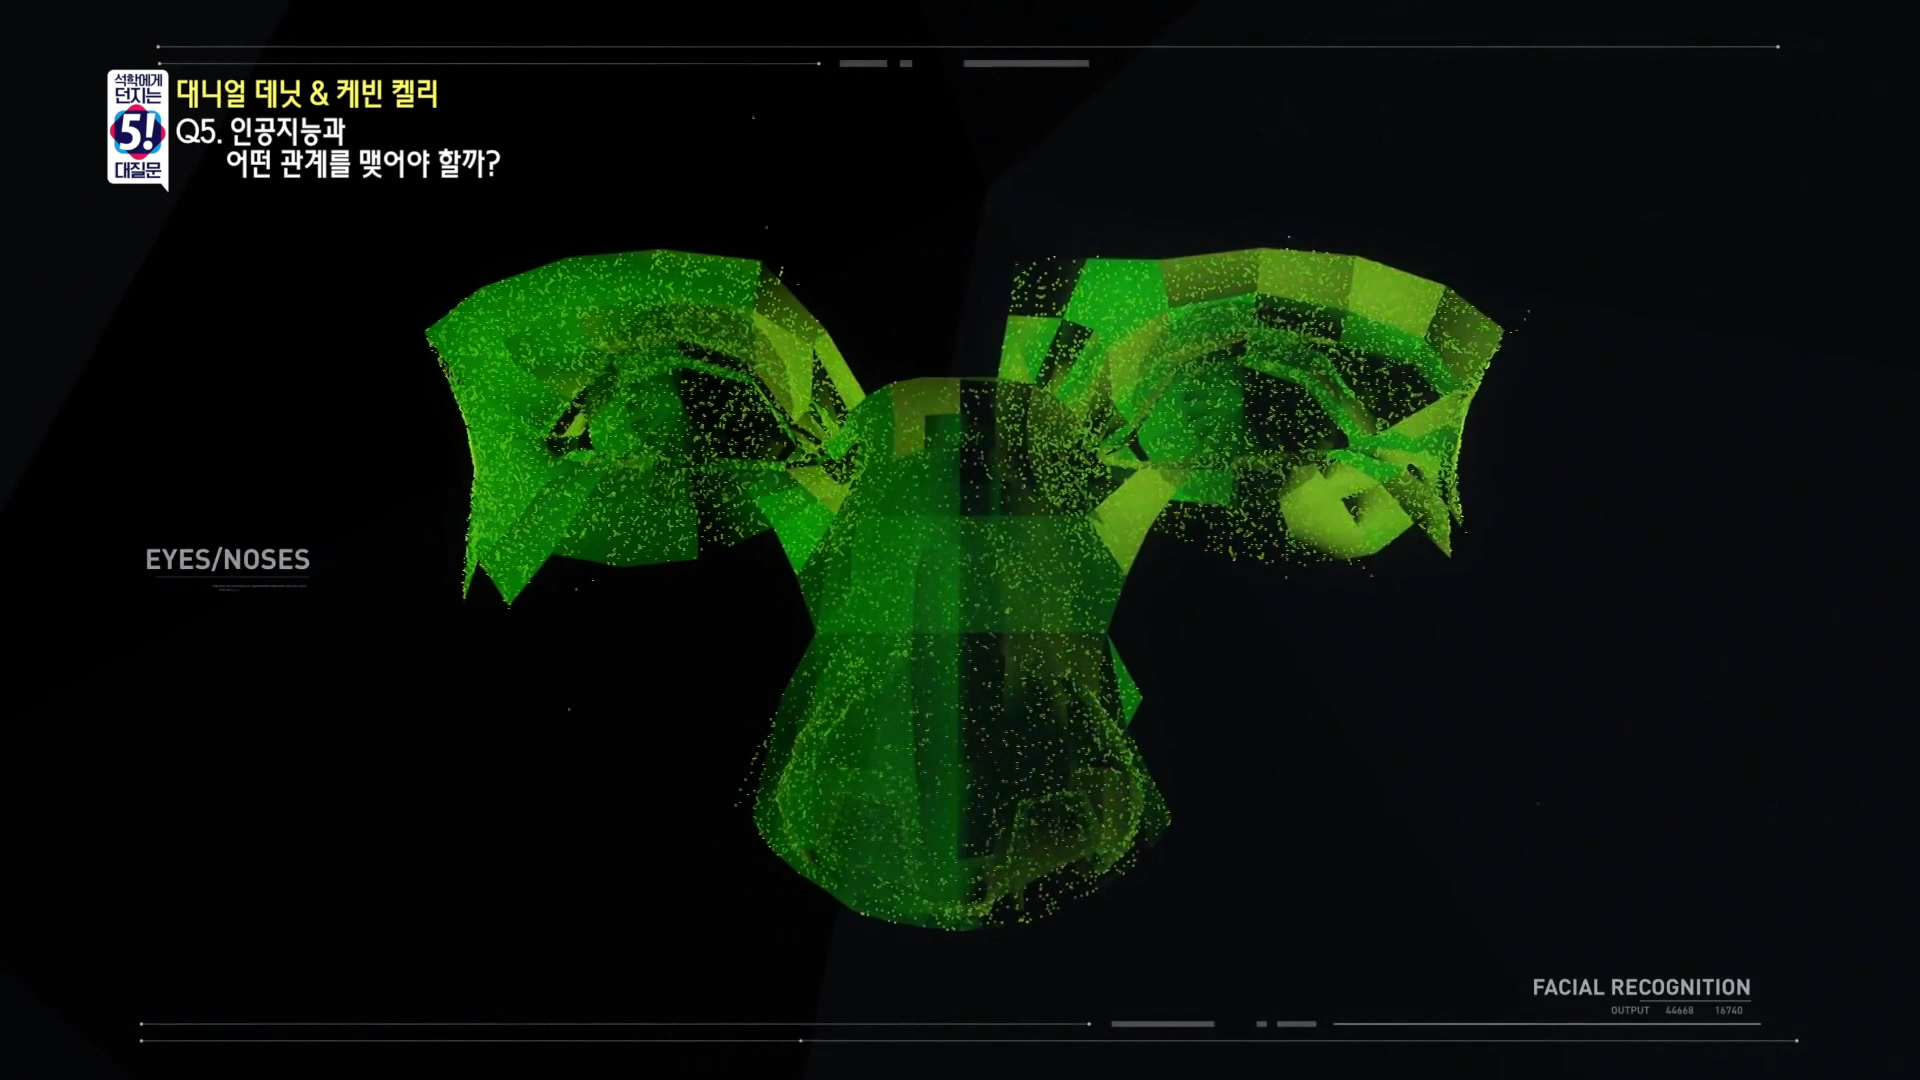 석학에게
던지는
5!
대질문
대니얼 데닛 & 케빈 켈리
Q5. 인공지능과
어떤 관계를 맺어야 할까?
EYES/NOSES
FACIAL RECOGNITION
OUTPUT 44668 16740